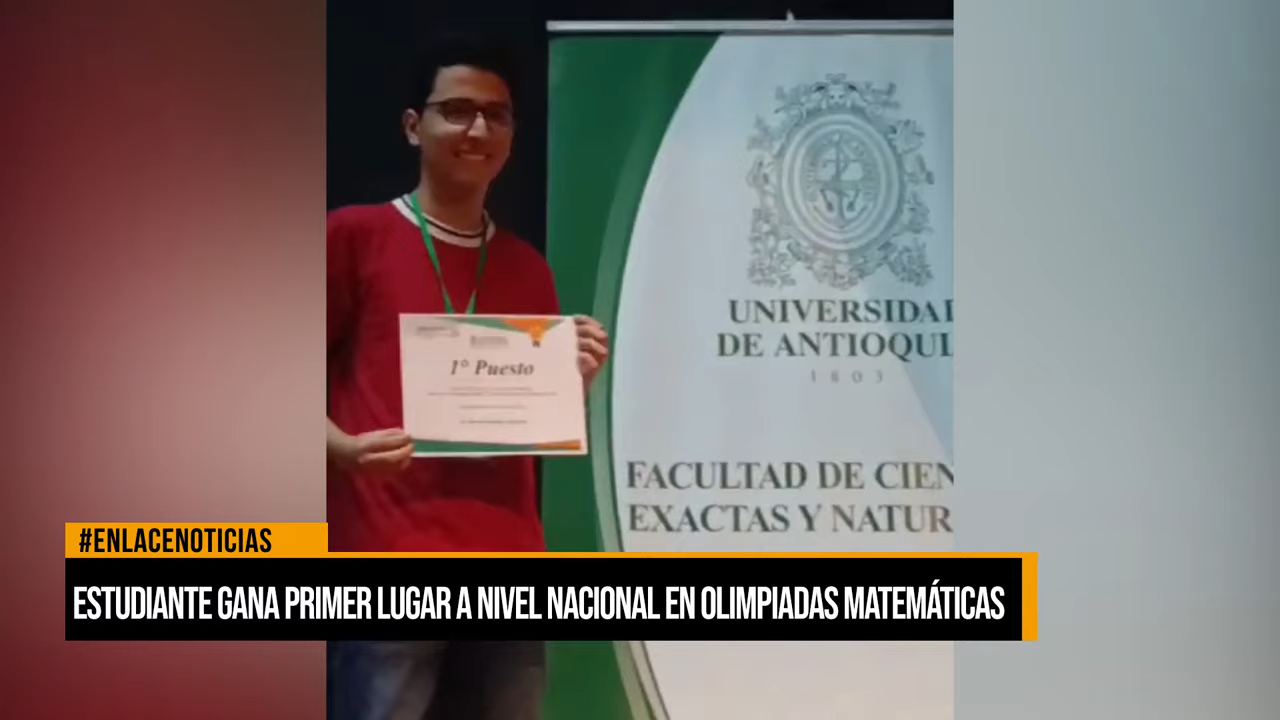 1° Puesto
UNIVERSIDAD
DE ANTIOQUI
1803
FACULTAD DE CIEN
EXACTAS Y NATUR
#ENLACENOTICIAS
ESTUDIANTE GANA PRIMER LUGAR A NIVEL NACIONAL EN OLIMPIADAS MATEMÁTICAS